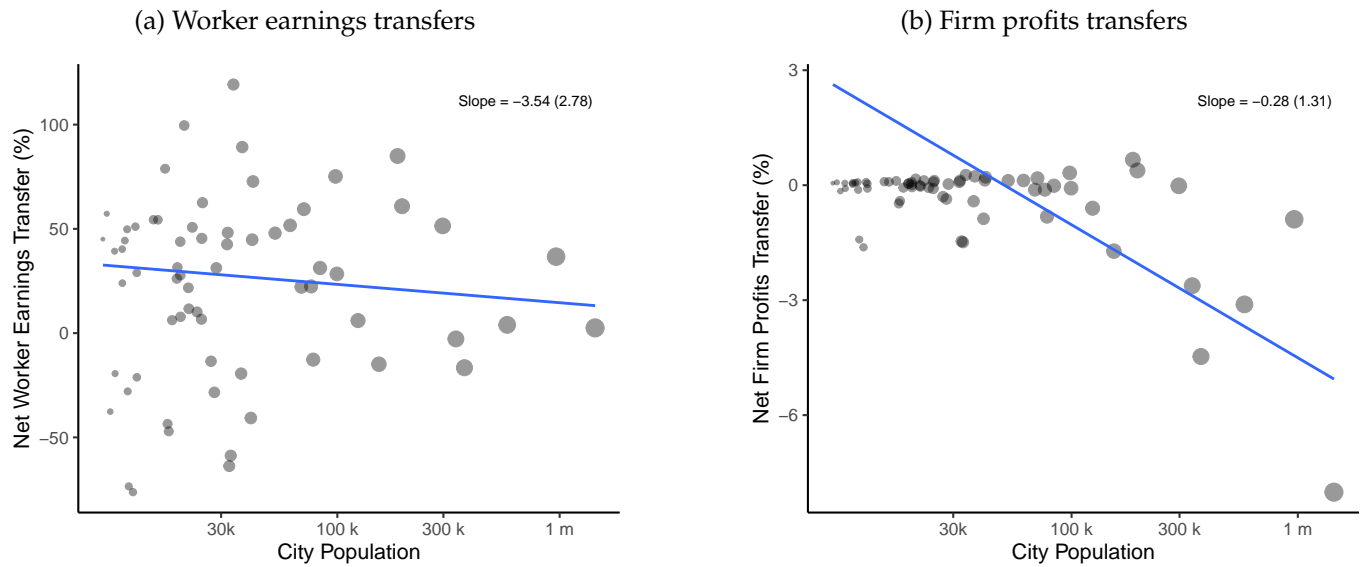 (a) Worker earnings transfers
Slope = −3.54 (2.78)
Net Worker Earnings Transfer (%)
100
50
0
−50
30k
100 k
300 k
1 m
City Population
(b) Firm profits transfers
Slope = −0.28 (1.31)
Net Firm Profits Transfer (%)
3
0
−3
−6
30k
100 k
300 k
1 m
City Population